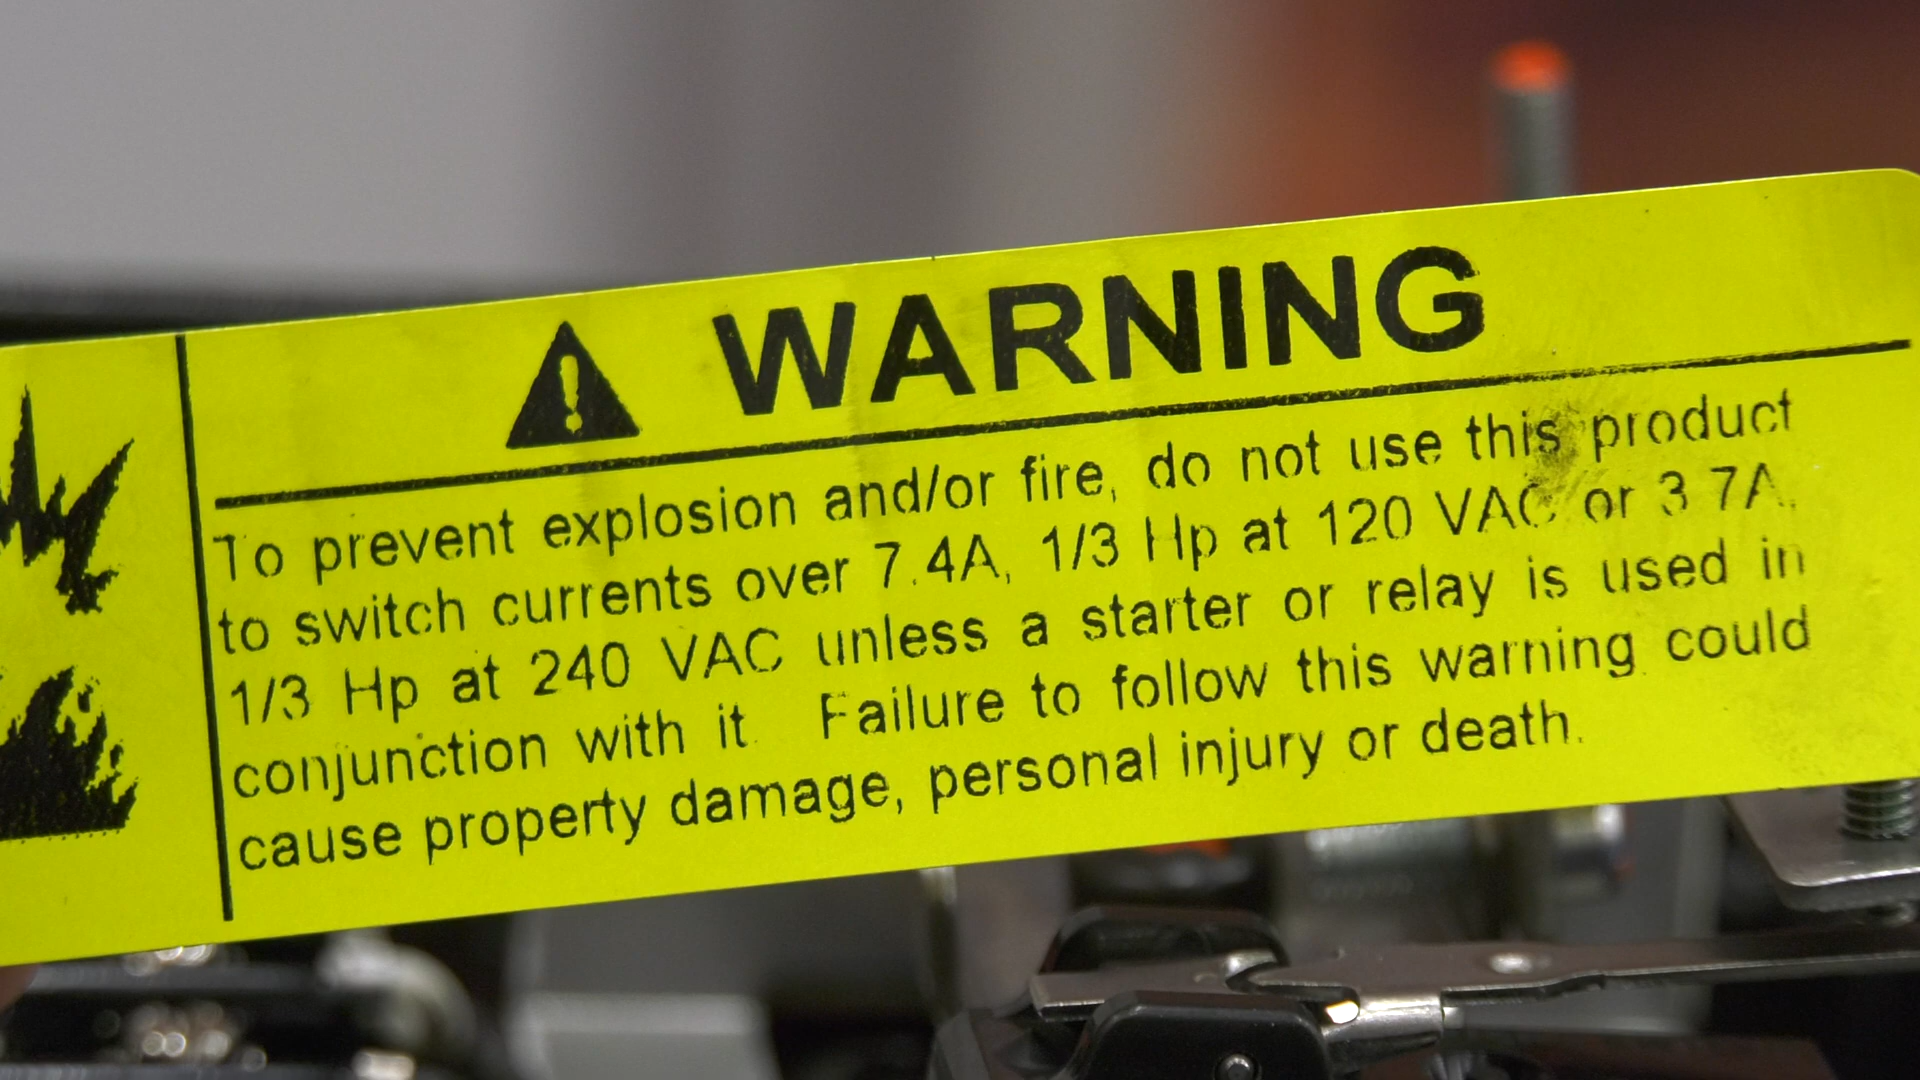 WARNING
To prevent explosion and/or fire, do not use this product
to switch currents over 7.4A, 1/3 Hp at 120 VAC or 3 7A,
1/3 Hp at 240 VAC unless a starter or relay is used in
conjunction with it. Failure to follow this warning could
cause property damage, personal injury or death.